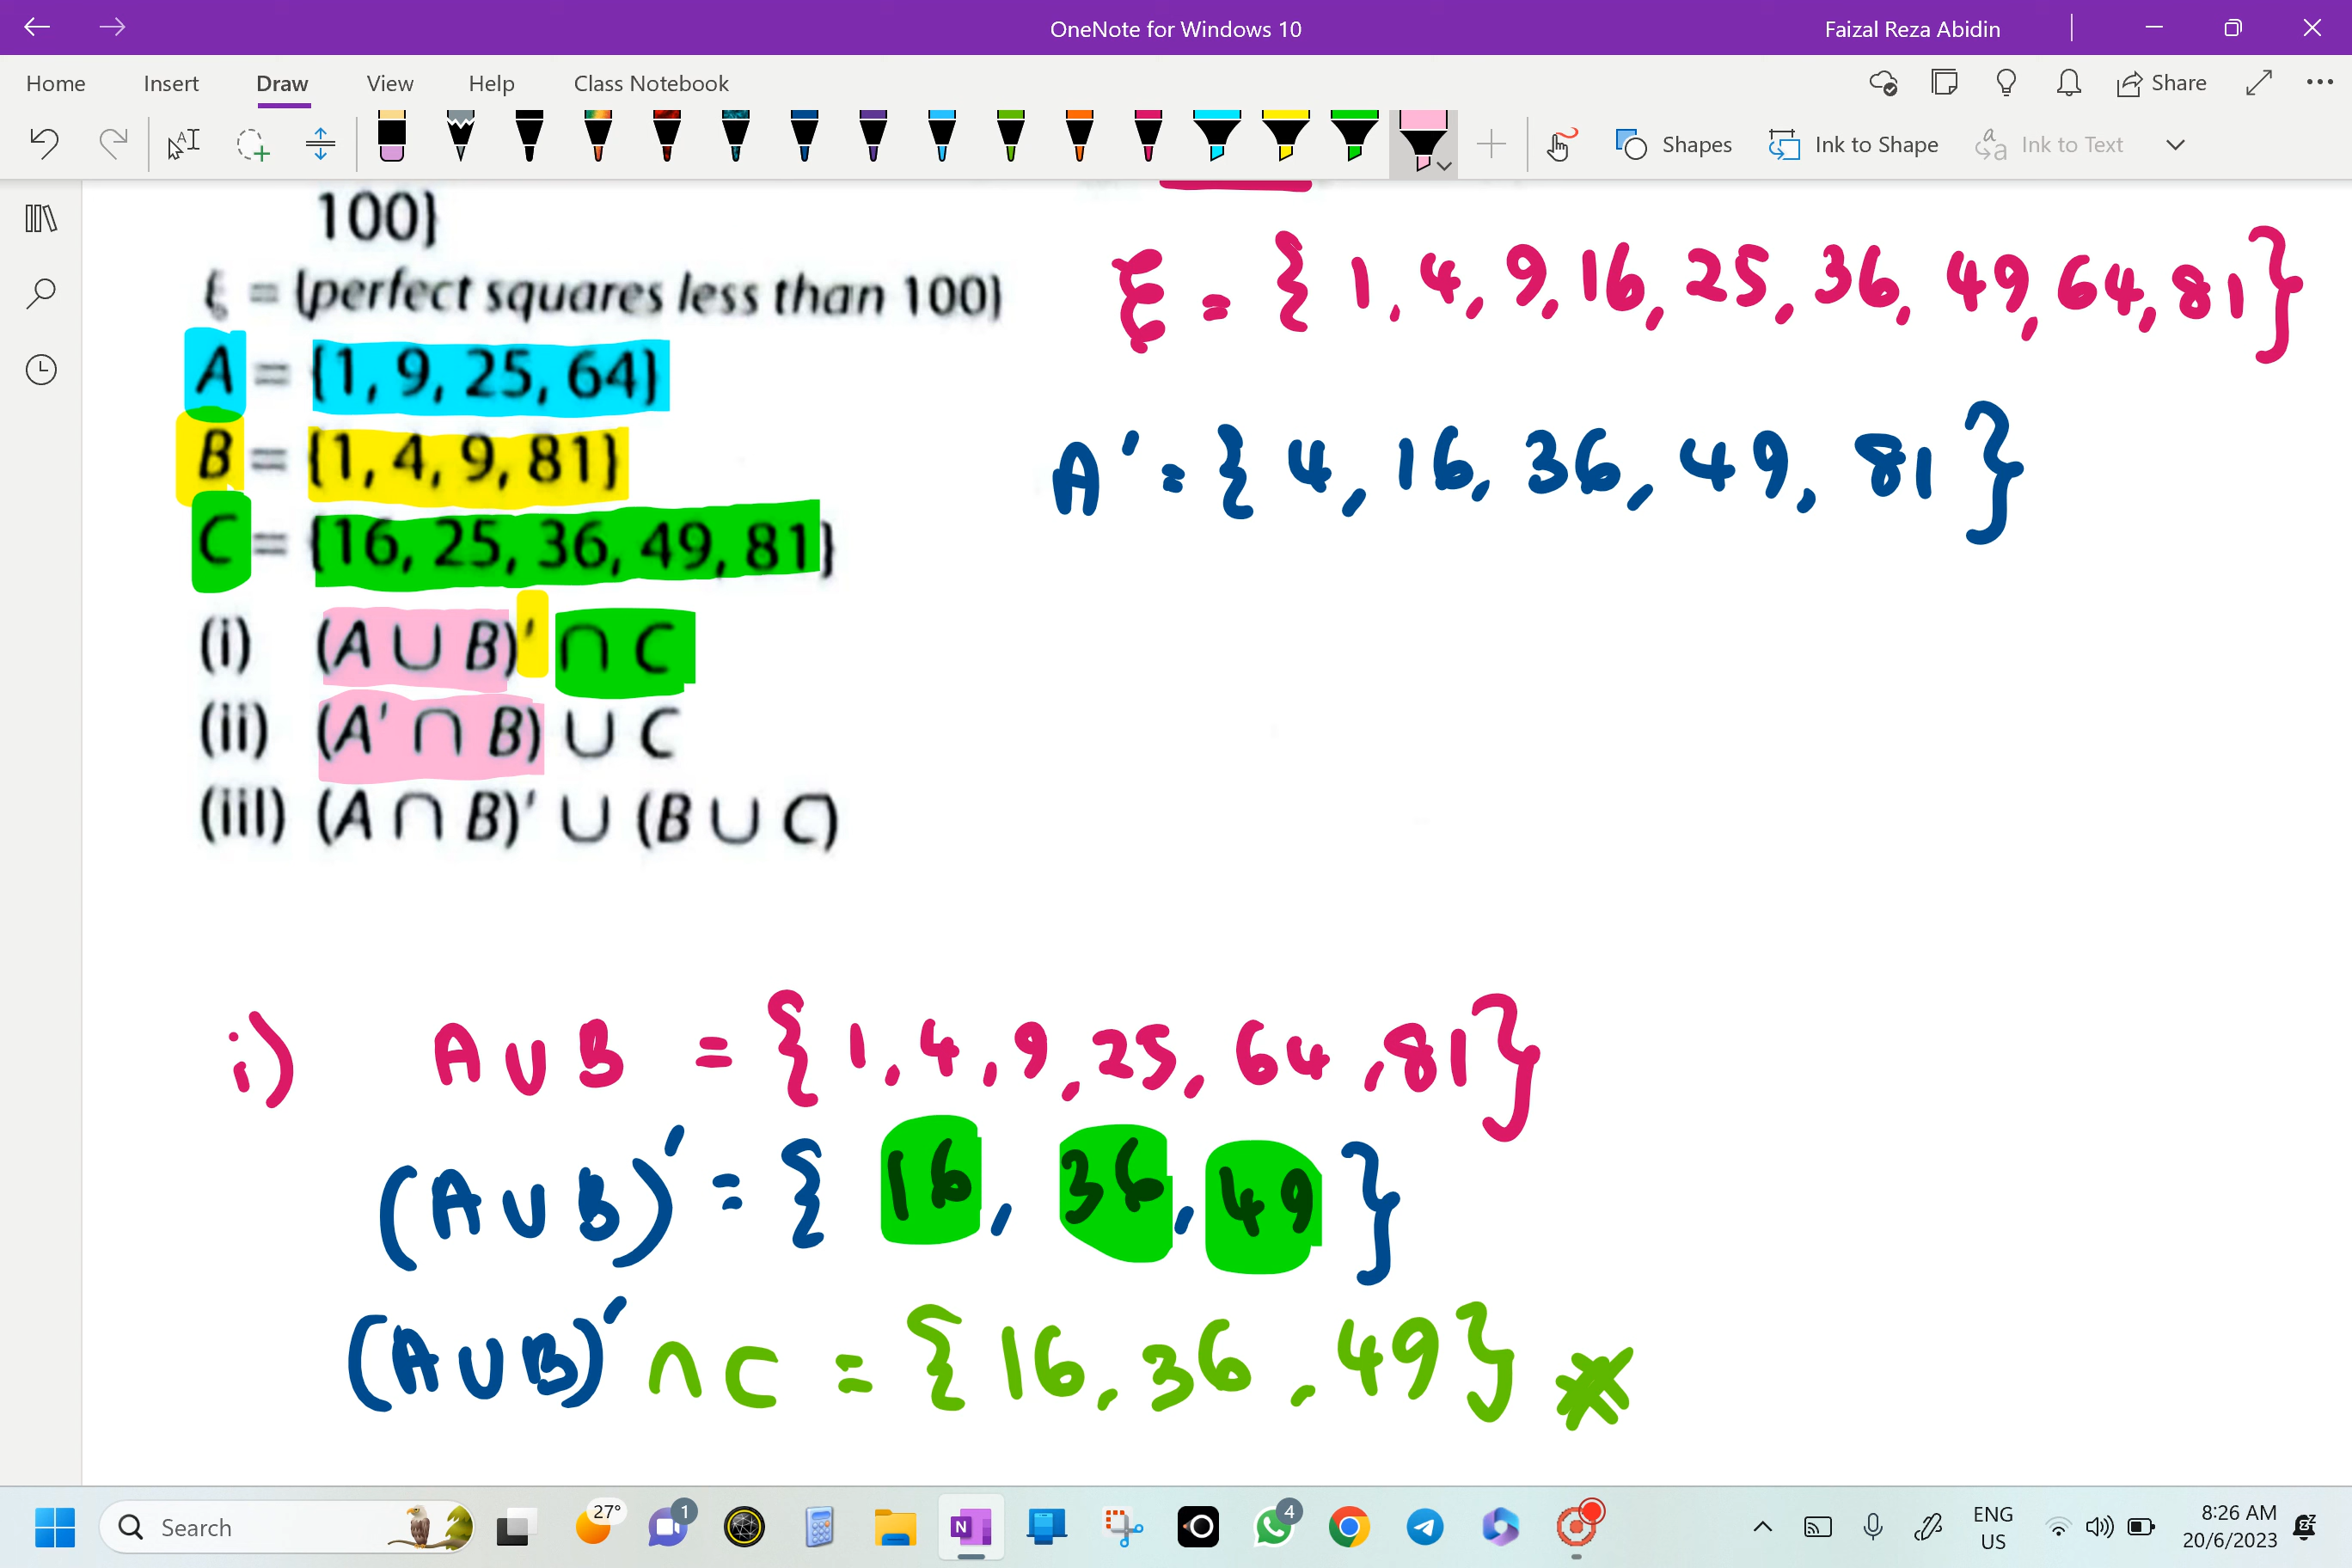 OneNote for Windows 10
Faizal Reza Abidin
Home Insert Draw View Help Class Notebook
Share
Shapes Ink to Shape Ink to Text
100}
ξ = {perfect squares less than 100}
A = {1, 9, 25, 64}
B = {1, 4, 9, 81}
C = {16, 25, 36, 49, 81}
(i) (A ∪ B)′ ∩ C
(ii) (A′ ∩ B) ∪ C
(iii) (A ∩ B)′ ∪ (B ∪ C)
ξ = { 1, 4, 9, 16, 25, 36, 49, 64, 81}
A′ = { 4, 16, 36, 49, 81 }
i) A ∪ B = { 1, 4, 9, 25, 64, 81}
(A ∪ B)′ = { 16, 36, 49 }
(A ∪ B)′ ∩ C = { 16, 36, 49} *
Search
27°
1
4
ENG
US
8:26 AM
20/6/2023